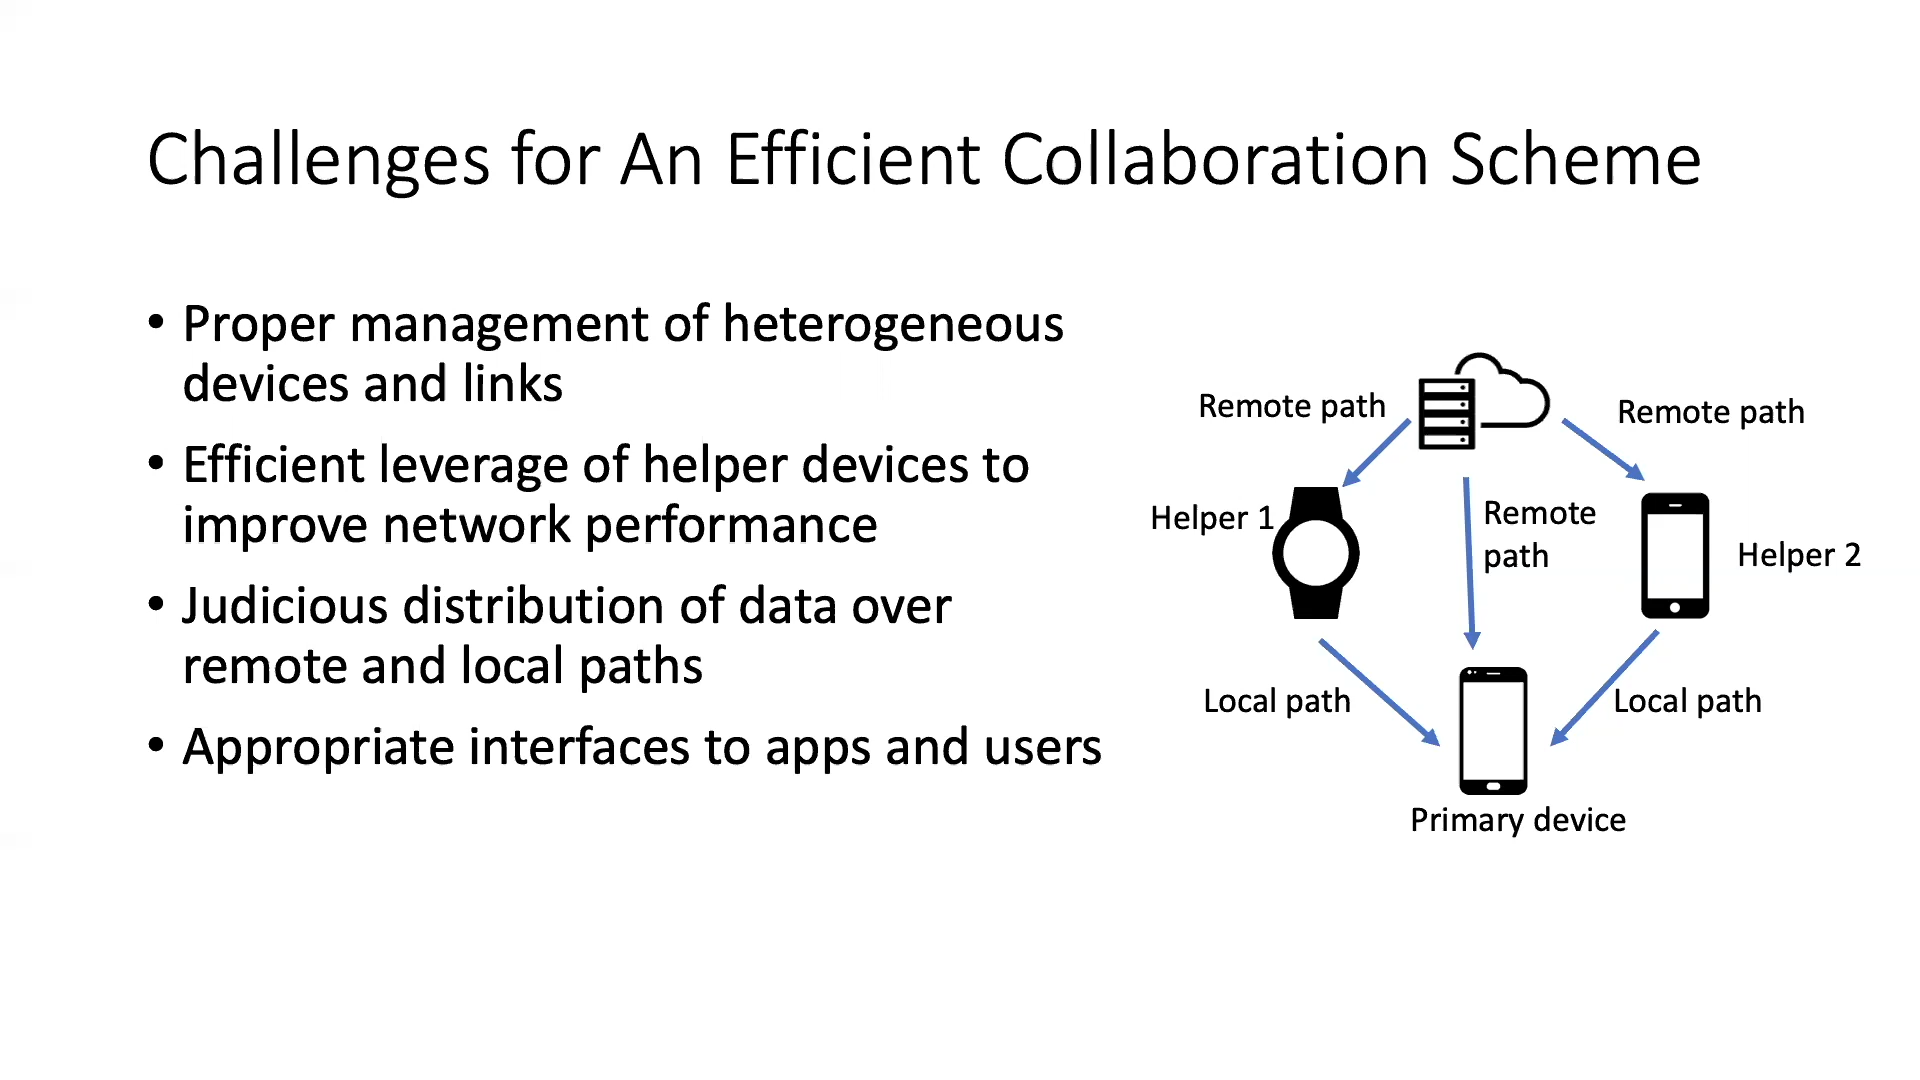 Challenges for An Efficient Collaboration Scheme
• Proper management of heterogeneous
devices and links
• Efficient leverage of helper devices to
improve network performance
• Judicious distribution of data over
remote and local paths
• Appropriate interfaces to apps and users
Remote path
Remote path
Helper 1
Remote
path
Helper 2
Local path
Local path
Primary device